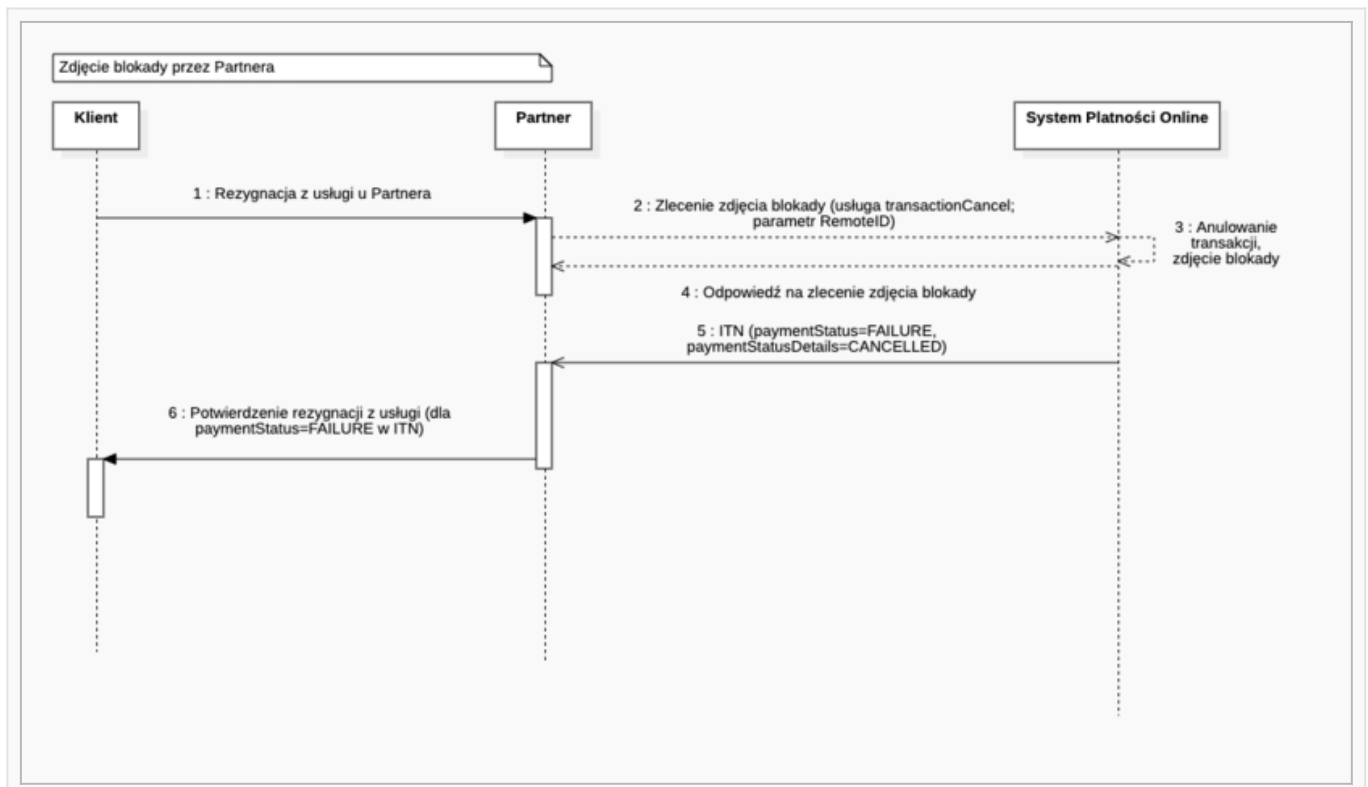 Zdjęcie blokady przez Partnera
Klient
Partner
System Płatności Online
1 : Rezygnacja z usługi u Partnera
2 : Zlecenie zdjęcia blokady (usługa transactionCancel;
parametr RemoteID)
3 : Anulowanie
transakcji,
zdjęcie blokady
4 : Odpowiedź na zlecenie zdjęcia blokady
5 : ITN (paymentStatus=FAILURE,
paymentStatusDetails=CANCELLED)
6 : Potwierdzenie rezygnacji z usługi (dla
paymentStatus=FAILURE w ITN)